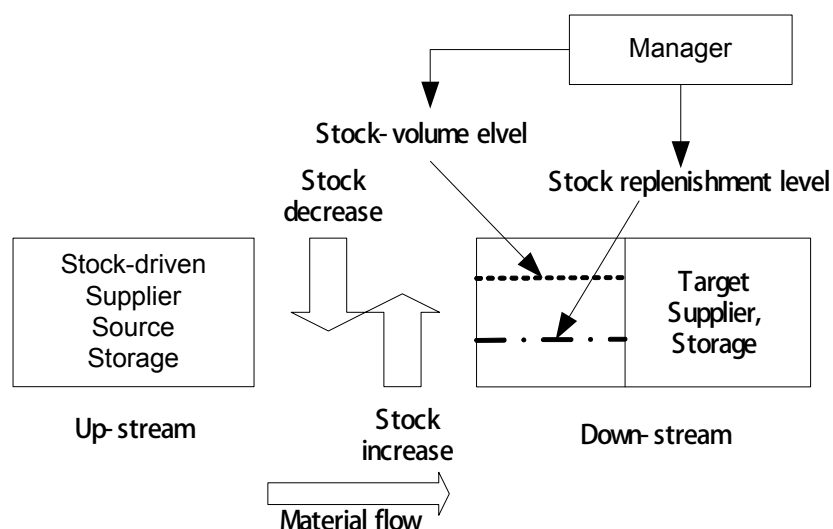 Manager
Stock-volume elvel
Stock
decrease
Stock replenishment level
Stock-driven
Supplier
Source
Storage
Target
Supplier,
Storage
Up-stream
Stock
increase
Down-stream
Material flow